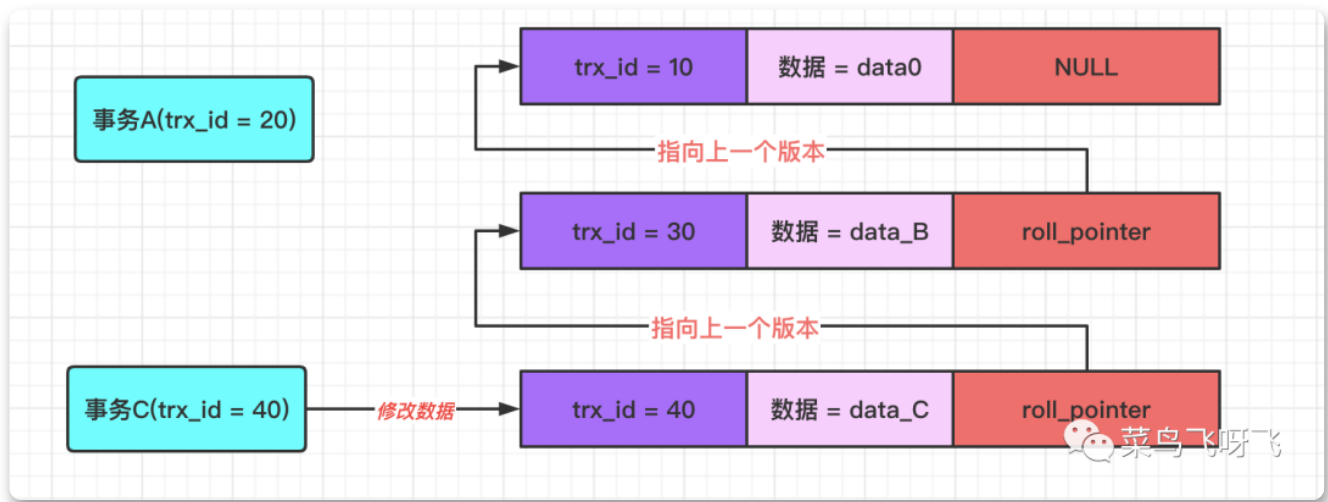 trx_id = 10 数据 = data0 NULL
事务A(trx_id = 20)
指向上一个版本
trx_id = 30 数据 = data_B roll_pointer
指向上一个版本
事务C(trx_id = 40) 修改数据 trx_id = 40 数据 = data_C roll_pointer
菜鸟飞呀飞